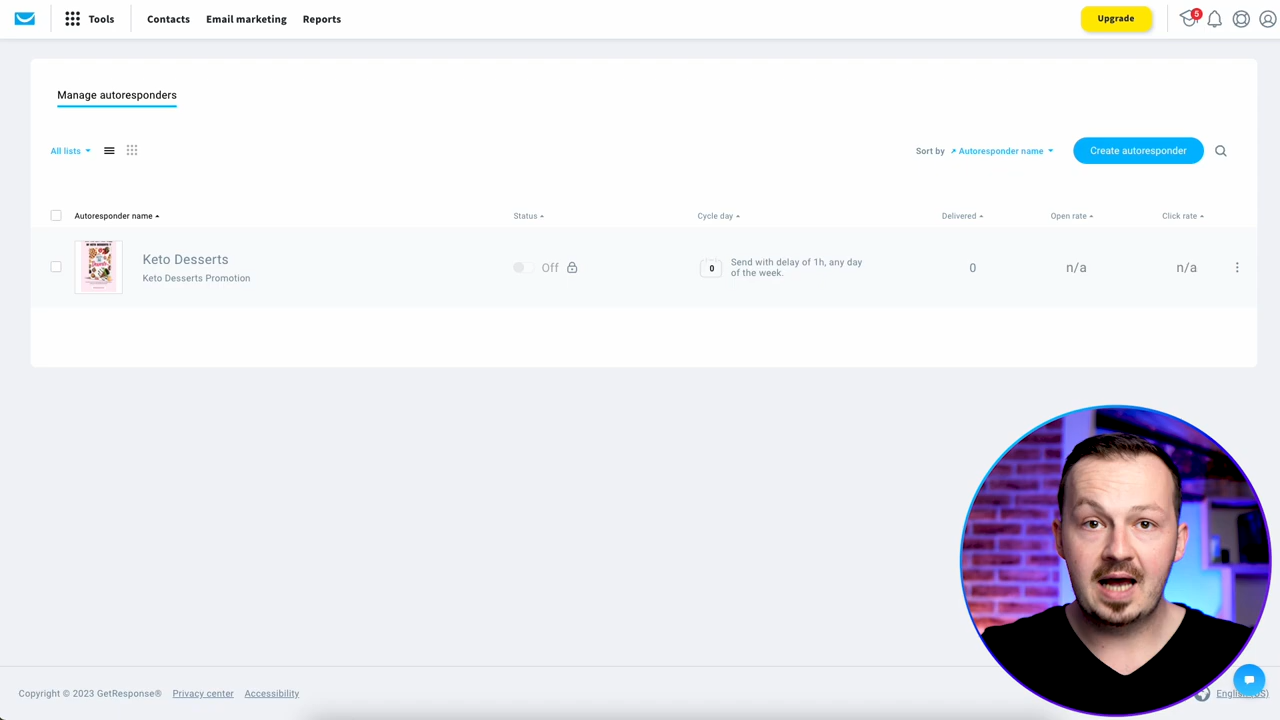 Tools
Contacts
Email marketing
Reports
Upgrade
5
Manage autoresponders
All lists
Sort by
Autoresponder name
Create autoresponder
Autoresponder name
Status
Cycle day
Delivered
Open rate
Click rate
Keto Desserts
Keto Desserts Promotion
Off
0
Send with delay of 1h, any day
of the week.
0
n/a
n/a
Copyright © 2023 GetResponse®
Privacy center
Accessibility